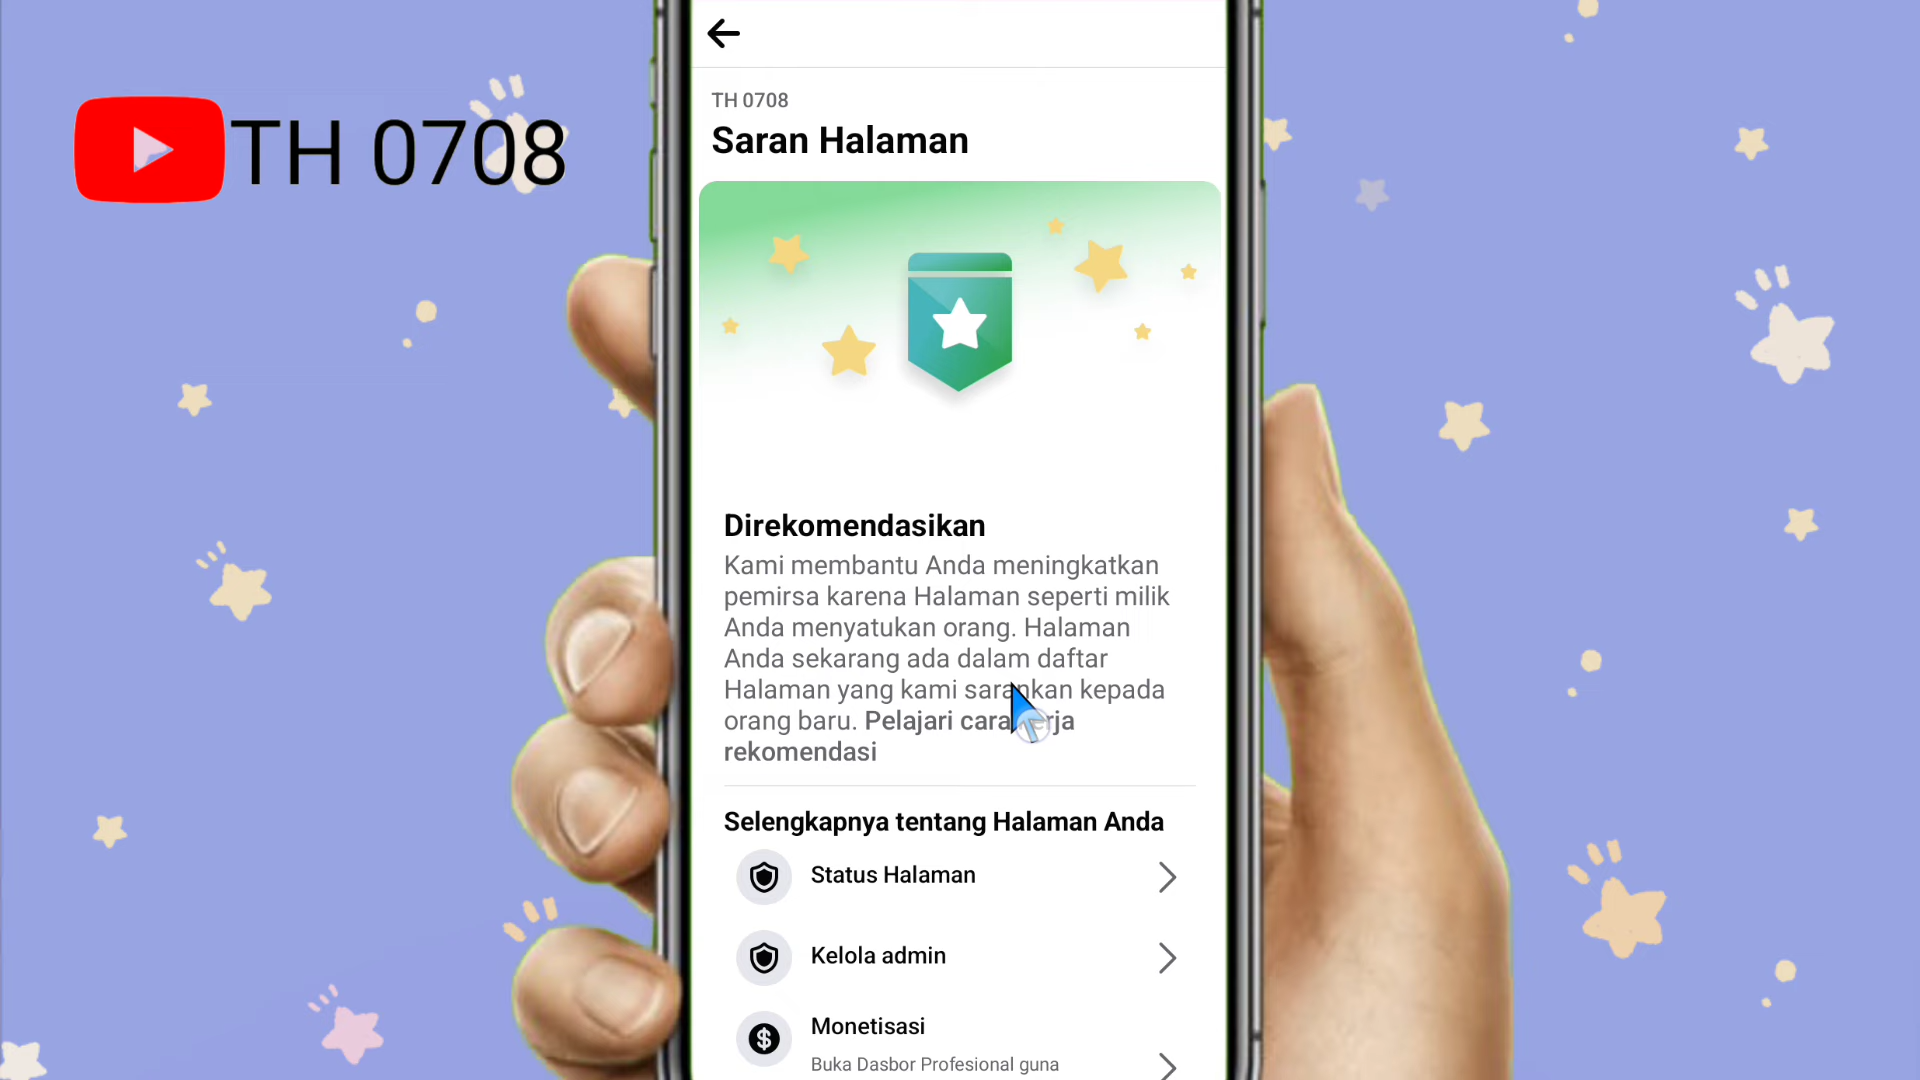 TH 0708
TH 0708
Saran Halaman
Direkomendasikan
Kami membantu Anda meningkatkan
pemirsa karena Halaman seperti milik
Anda menyatukan orang. Halaman
Anda sekarang ada dalam daftar
Halaman yang kami sarankan kepada
orang baru. Pelajari cara
rekomendasi
Selengkapnya tentang Halaman Anda
Status Halaman
Kelola admin
Monetisasi
Buka Dasbor Profesional guna